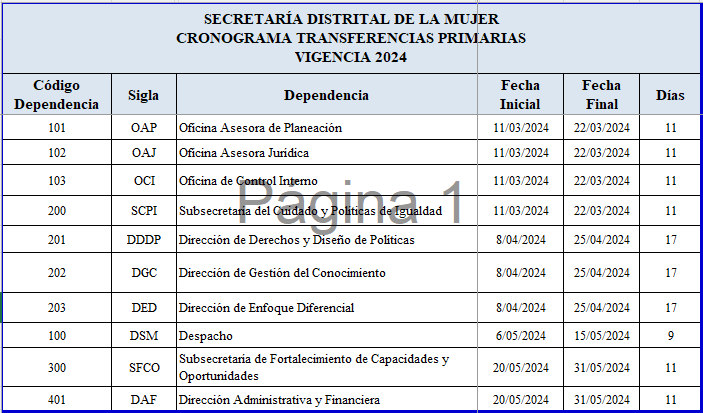 SECRETARÍA DISTRITAL DE LA MUJER
CRONOGRAMA TRANSFERENCIAS PRIMARIAS
VIGENCIA 2024
Código Dependencia Sigla Dependencia Fecha Inicial Fecha Final Días
101 OAP Oficina Asesora de Planeación 11/03/2024 22/03/2024 11
102 OAJ Oficina Asesora Jurídica 11/03/2024 22/03/2024 11
103 OCI Oficina de Control Interno 11/03/2024 22/03/2024 11
200 SCPI Subsecretaría del Cuidado y Políticas de Igualdad 11/03/2024 22/03/2024 11
Página 1
201 DDDP Dirección de Derechos y Diseño de Políticas 8/04/2024 25/04/2024 17
202 DGC Dirección de Gestión del Conocimiento 8/04/2024 25/04/2024 17
203 DED Dirección de Enfoque Diferencial 8/04/2024 25/04/2024 17
100 DSM Despacho 6/05/2024 15/05/2024 9
300 SFCO Subsecretaría de Fortalecimiento de Capacidades y Oportunidades 20/05/2024 31/05/2024 11
401 DAF Dirección Administrativa y Financiera 20/05/2024 31/05/2024 11